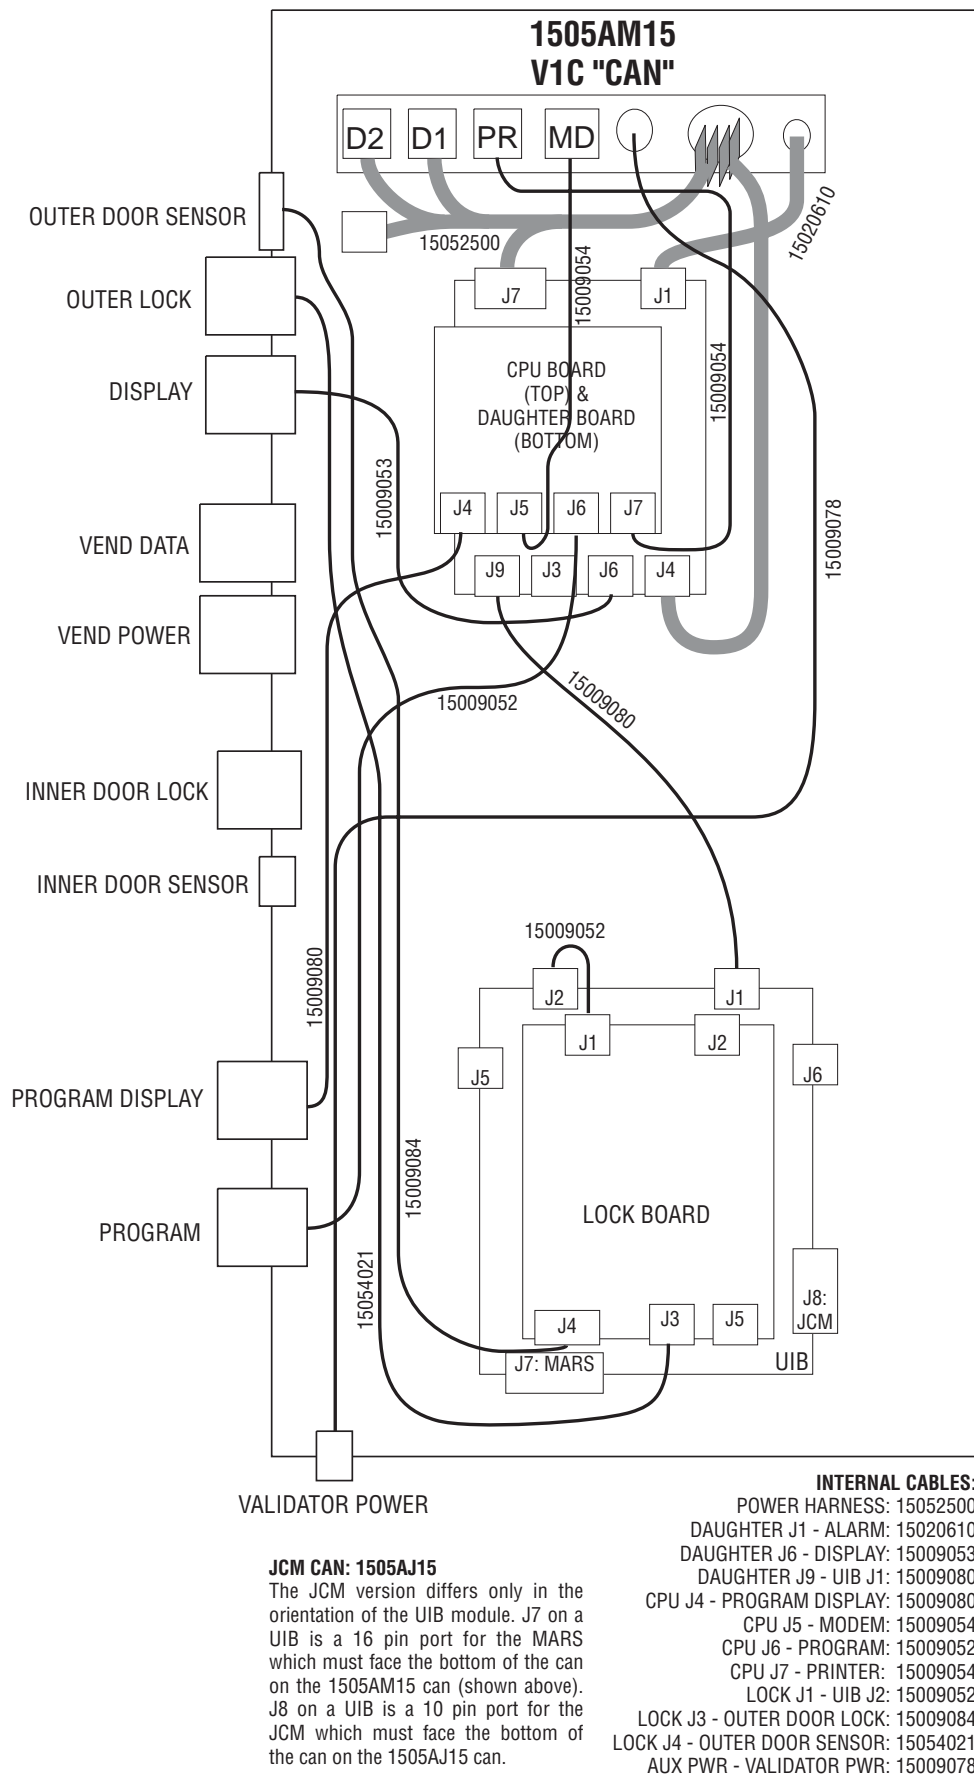 1505AM15
V1C "CAN"
D2
D1
PR
MD
OUTER DOOR SENSOR
15052500
15009054
15020610
OUTER LOCK
J7
J1
DISPLAY
CPU BOARD
(TOP) &
DAUGHTER BOARD
(BOTTOM)
15009054
15009053
15009078
J4
J5
J6
J7
VEND DATA
J9
J3
J6
J4
VEND POWER
15009052
15009080
INNER DOOR LOCK
INNER DOOR SENSOR
15009080
15009052
J2
J1
J1
J2
J5
J6
PROGRAM DISPLAY
15009084
PROGRAM
LOCK BOARD
15054021
J8:
JCM
J4
J3
J5
J7: MARS
UIB
VALIDATOR POWER
JCM CAN: 1505AJ15
The JCM version differs only in the
orientation of the UIB module. J7 on a
UIB is a 16 pin port for the MARS
which must face the bottom of the can
on the 1505AM15 can (shown above).
J8 on a UIB is a 10 pin port for the
JCM which must face the bottom of
the can on the 1505AJ15 can.
INTERNAL CABLES:
POWER HARNESS: 15052500
DAUGHTER J1 - ALARM: 15020610
DAUGHTER J6 - DISPLAY: 15009053
DAUGHTER J9 - UIB J1: 15009080
CPU J4 - PROGRAM DISPLAY: 15009080
CPU J5 - MODEM: 15009054
CPU J6 - PROGRAM: 15009052
CPU J7 - PRINTER: 15009054
LOCK J1 - UIB J2: 15009052
LOCK J3 - OUTER DOOR LOCK: 15009084
LOCK J4 - OUTER DOOR SENSOR: 15054021
AUX PWR - VALIDATOR PWR: 15009078